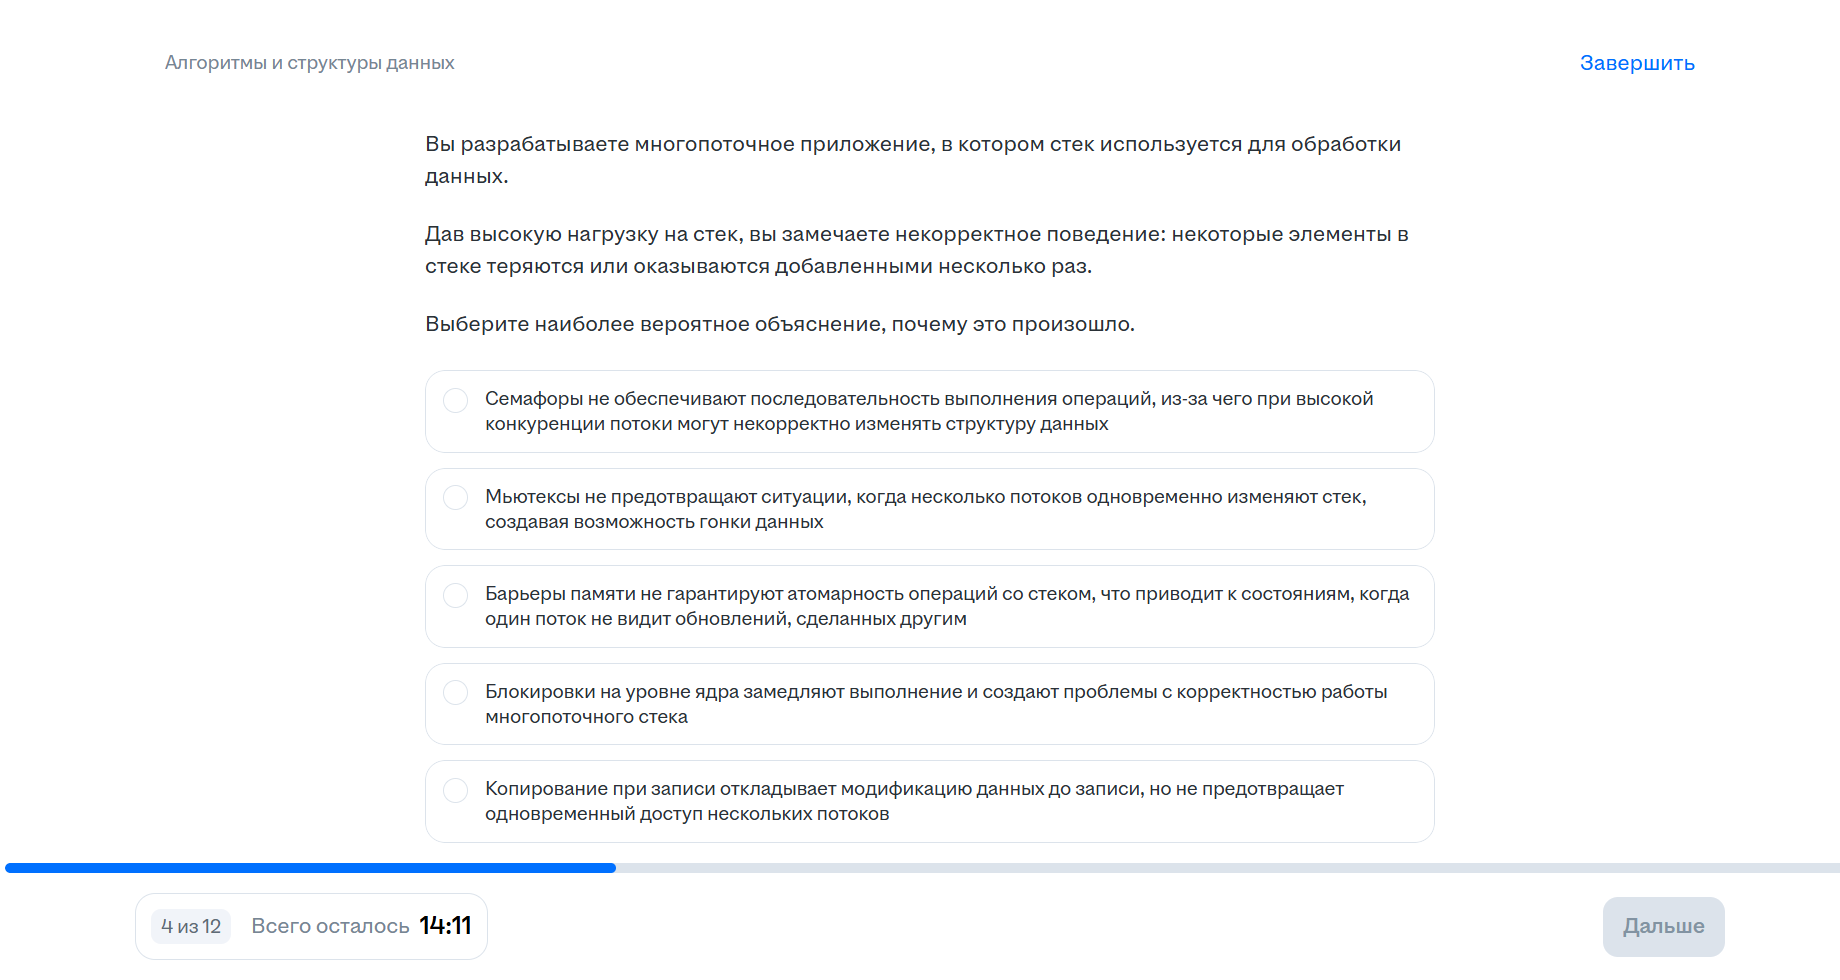 Алгоритмы и структуры данных
Завершить
Вы разрабатываете многопоточное приложение, в котором стек используется для обработки
данных.
Дав высокую нагрузку на стек, вы замечаете некорректное поведение: некоторые элементы в
стеке теряются или оказываются добавленными несколько раз.
Выберите наиболее вероятное объяснение, почему это произошло.
Семафоры не обеспечивают последовательность выполнения операций, из-за чего при высокой
конкуренции потоки могут некорректно изменять структуру данных
Мьютексы не предотвращают ситуации, когда несколько потоков одновременно изменяют стек,
создавая возможность гонки данных
Барьеры памяти не гарантируют атомарность операций со стеком, что приводит к состояниям, когда
один поток не видит обновлений, сделанных другим
Блокировки на уровне ядра замедляют выполнение и создают проблемы с корректностью работы
многопоточного стека
Копирование при записи откладывает модификацию данных до записи, но не предотвращает
одновременный доступ нескольких потоков
4 из 12
Всего осталось 14:11
Дальше